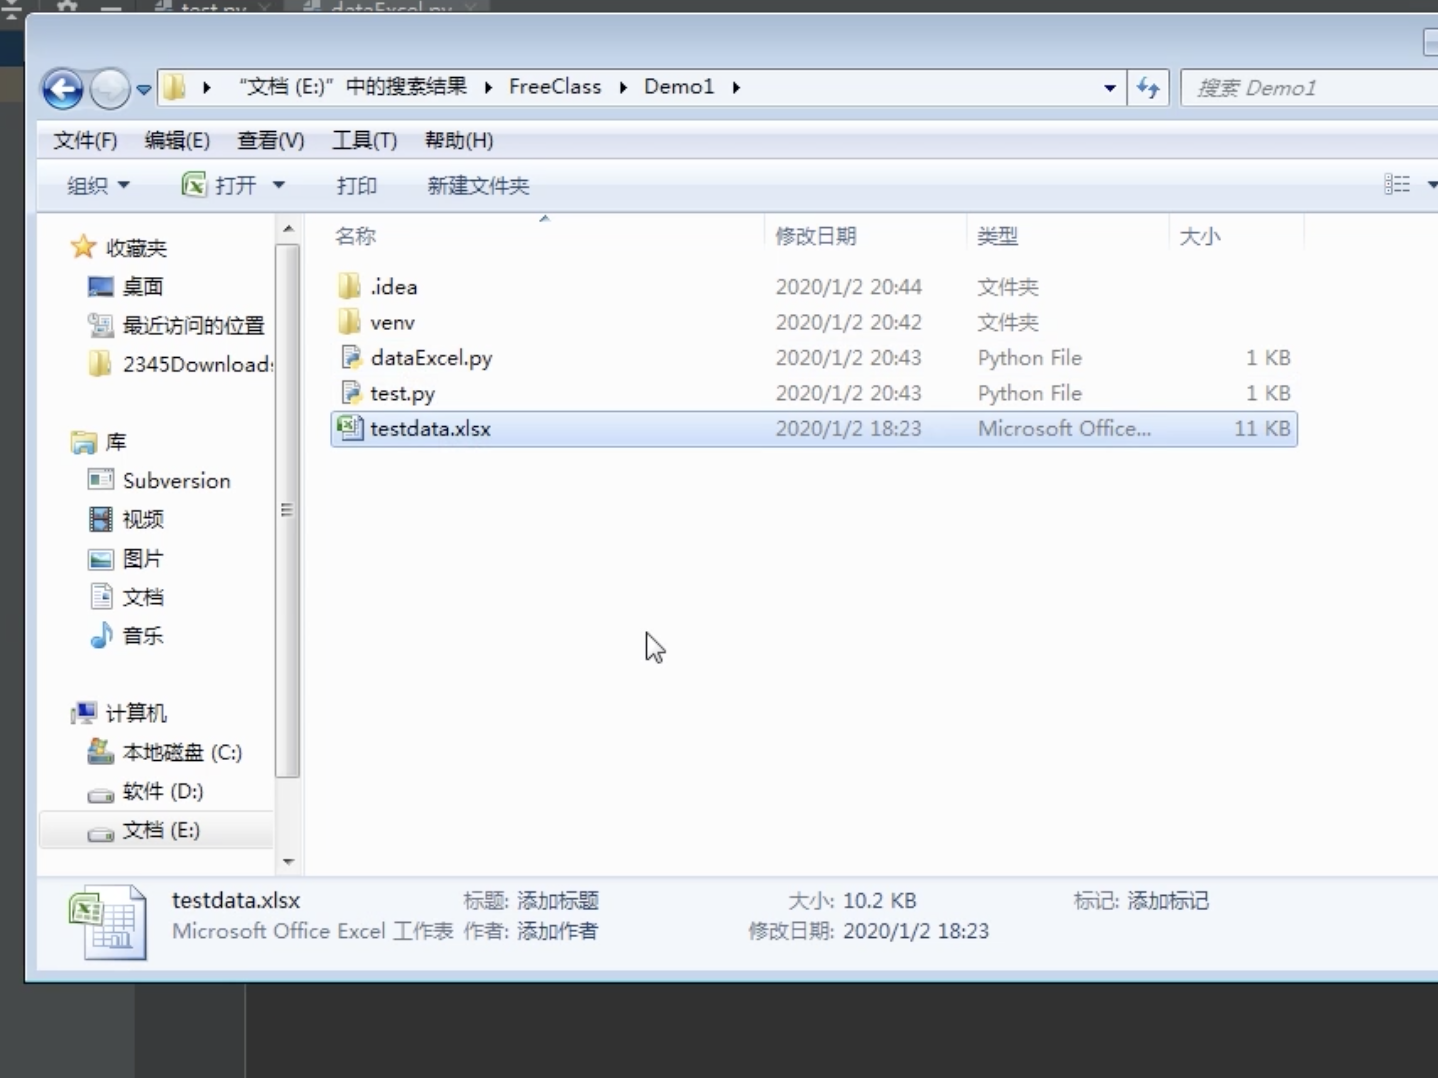 test.py dataExcel.py
"文档 (E:)" 中的搜索结果 FreeClass Demo1 搜索 Demo1
文件(F) 编辑(E) 查看(V) 工具(T) 帮助(H)
组织 打开 打印 新建文件夹
收藏夹
桌面
最近访问的位置
2345Downloads
库
Subversion
视频
图片
文档
音乐
计算机
本地磁盘 (C:)
软件 (D:)
文档 (E:)
名称 修改日期 类型 大小
.idea 2020/1/2 20:44 文件夹
venv 2020/1/2 20:42 文件夹
dataExcel.py 2020/1/2 20:43 Python File 1 KB
test.py 2020/1/2 20:43 Python File 1 KB
testdata.xlsx 2020/1/2 18:23 Microsoft Office... 11 KB
testdata.xlsx 标题: 添加标题 大小: 10.2 KB 标记: 添加标记
Microsoft Office Excel 工作表 作者: 添加作者 修改日期: 2020/1/2 18:23